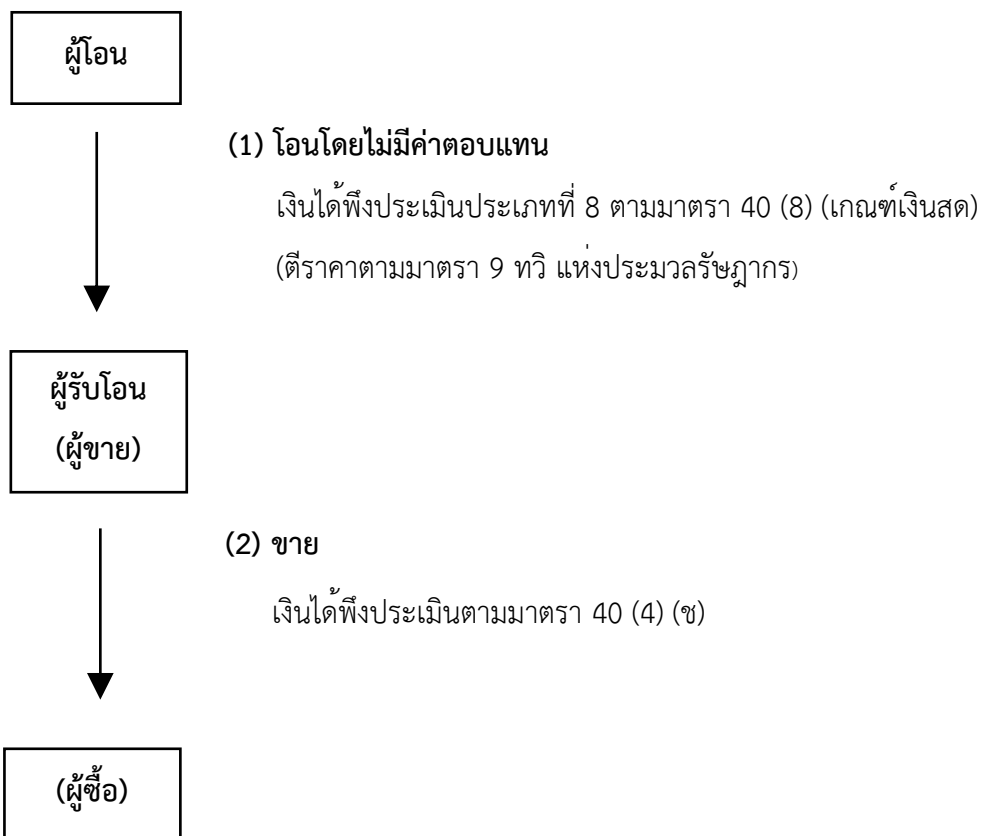 ผู้โอน
(1) โอนโดยไม่มีค่าตอบแทน
เงินได้พึงประเมินประเภทที่ 8 ตามมาตรา 40 (8) (เกณฑ์เงินสด)
(ตีราคาตามมาตรา 9 ทวิ แห่งประมวลรัษฎากร)
ผู้รับโอน
(ผู้ขาย)
(2) ขาย
เงินได้พึงประเมินตามมาตรา 40 (4) (ช)
(ผู้ซื้อ)